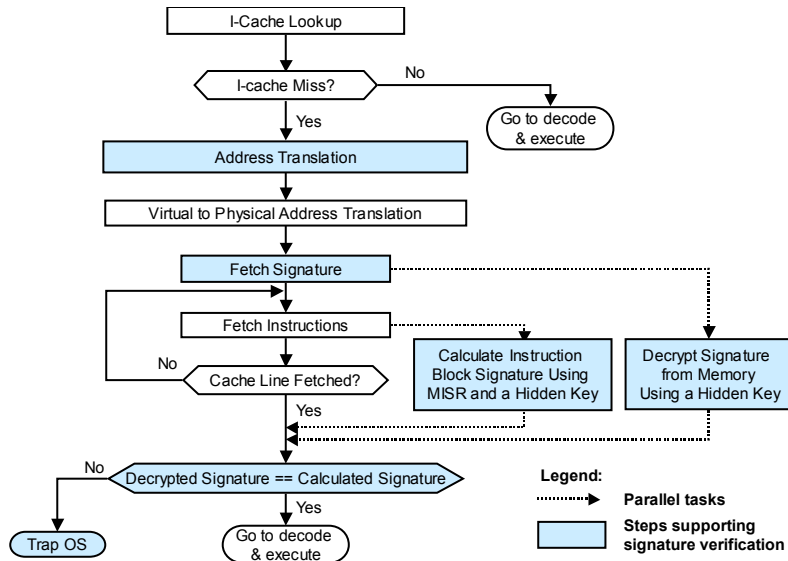 I-Cache Lookup
I-cache Miss?
No
Go to decode
& execute
Yes
Address Translation
Virtual to Physical Address Translation
Fetch Signature
Fetch Instructions
No
Cache Line Fetched?
Calculate Instruction
Block Signature Using
MISR and a Hidden Key
Decrypt Signature
from Memory
Using a Hidden Key
Yes
No
Decrypted Signature == Calculated Signature
Yes
Trap OS
Go to decode
& execute
Legend:
Parallel tasks
Steps supporting
signature verification